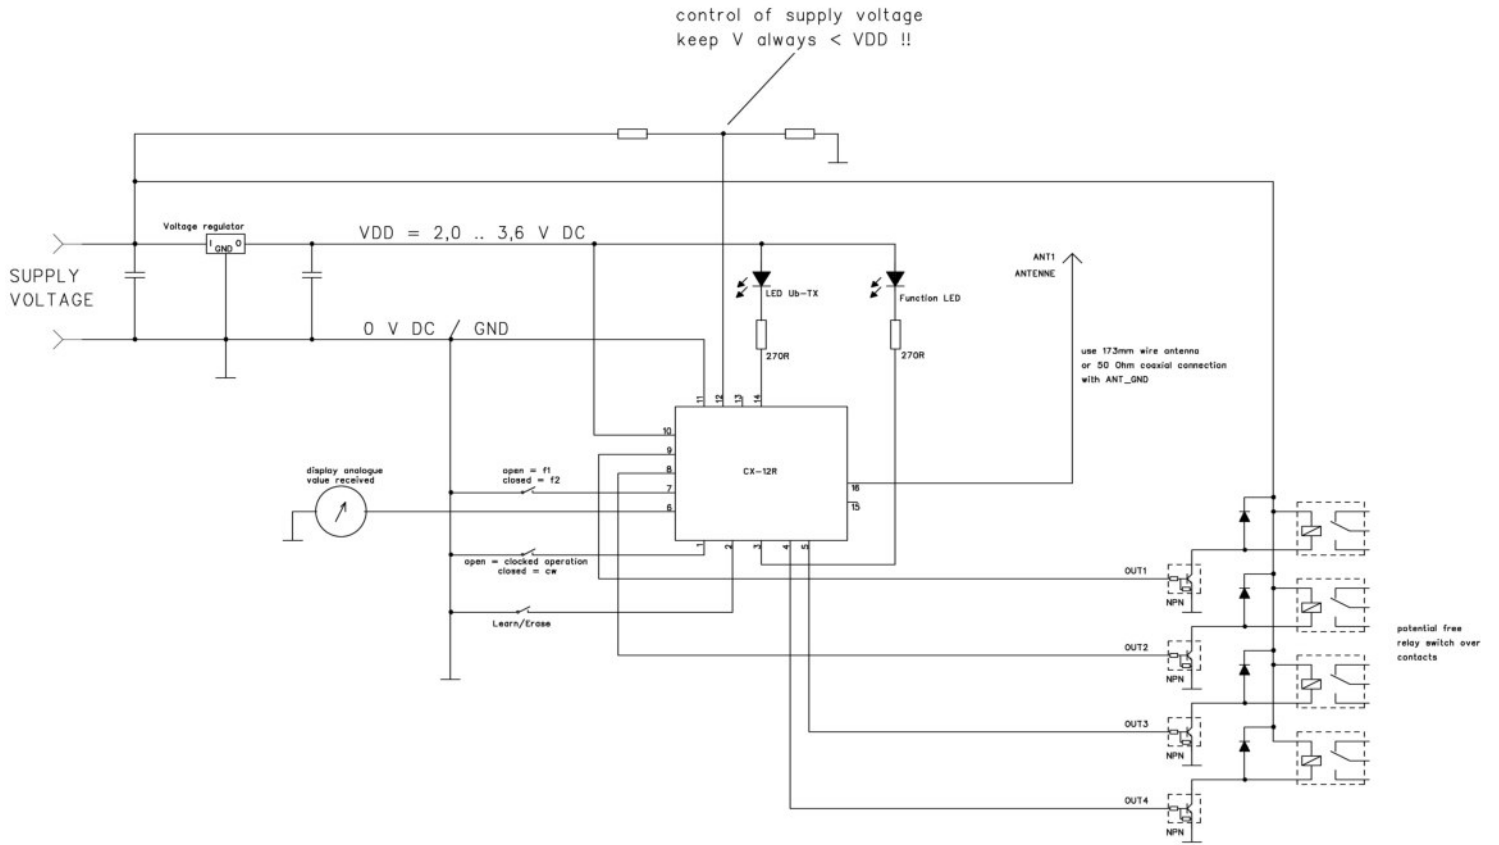 control of supply voltage
keep V always < VDD !!
Voltage regulator
I GND O
VDD = 2,0 .. 3,6 V DC
SUPPLY
VOLTAGE
0 V DC / GND
LED Ub-TX
270R
Function LED
270R
ANT1
ANTENNE
use 173mm wire antenna
or 50 Ohm coaxial connection
with ANT_GND
11
12
13
14
10
9
8
7
6
CX-12R
16
15
1
2
3
4
5
display analogue
value received
open = f1
closed = f2
open = clocked operation
closed = cw
Learn/Erase
OUT1
NPN
OUT2
NPN
OUT3
NPN
OUT4
NPN
potential free
relay switch over
contacts